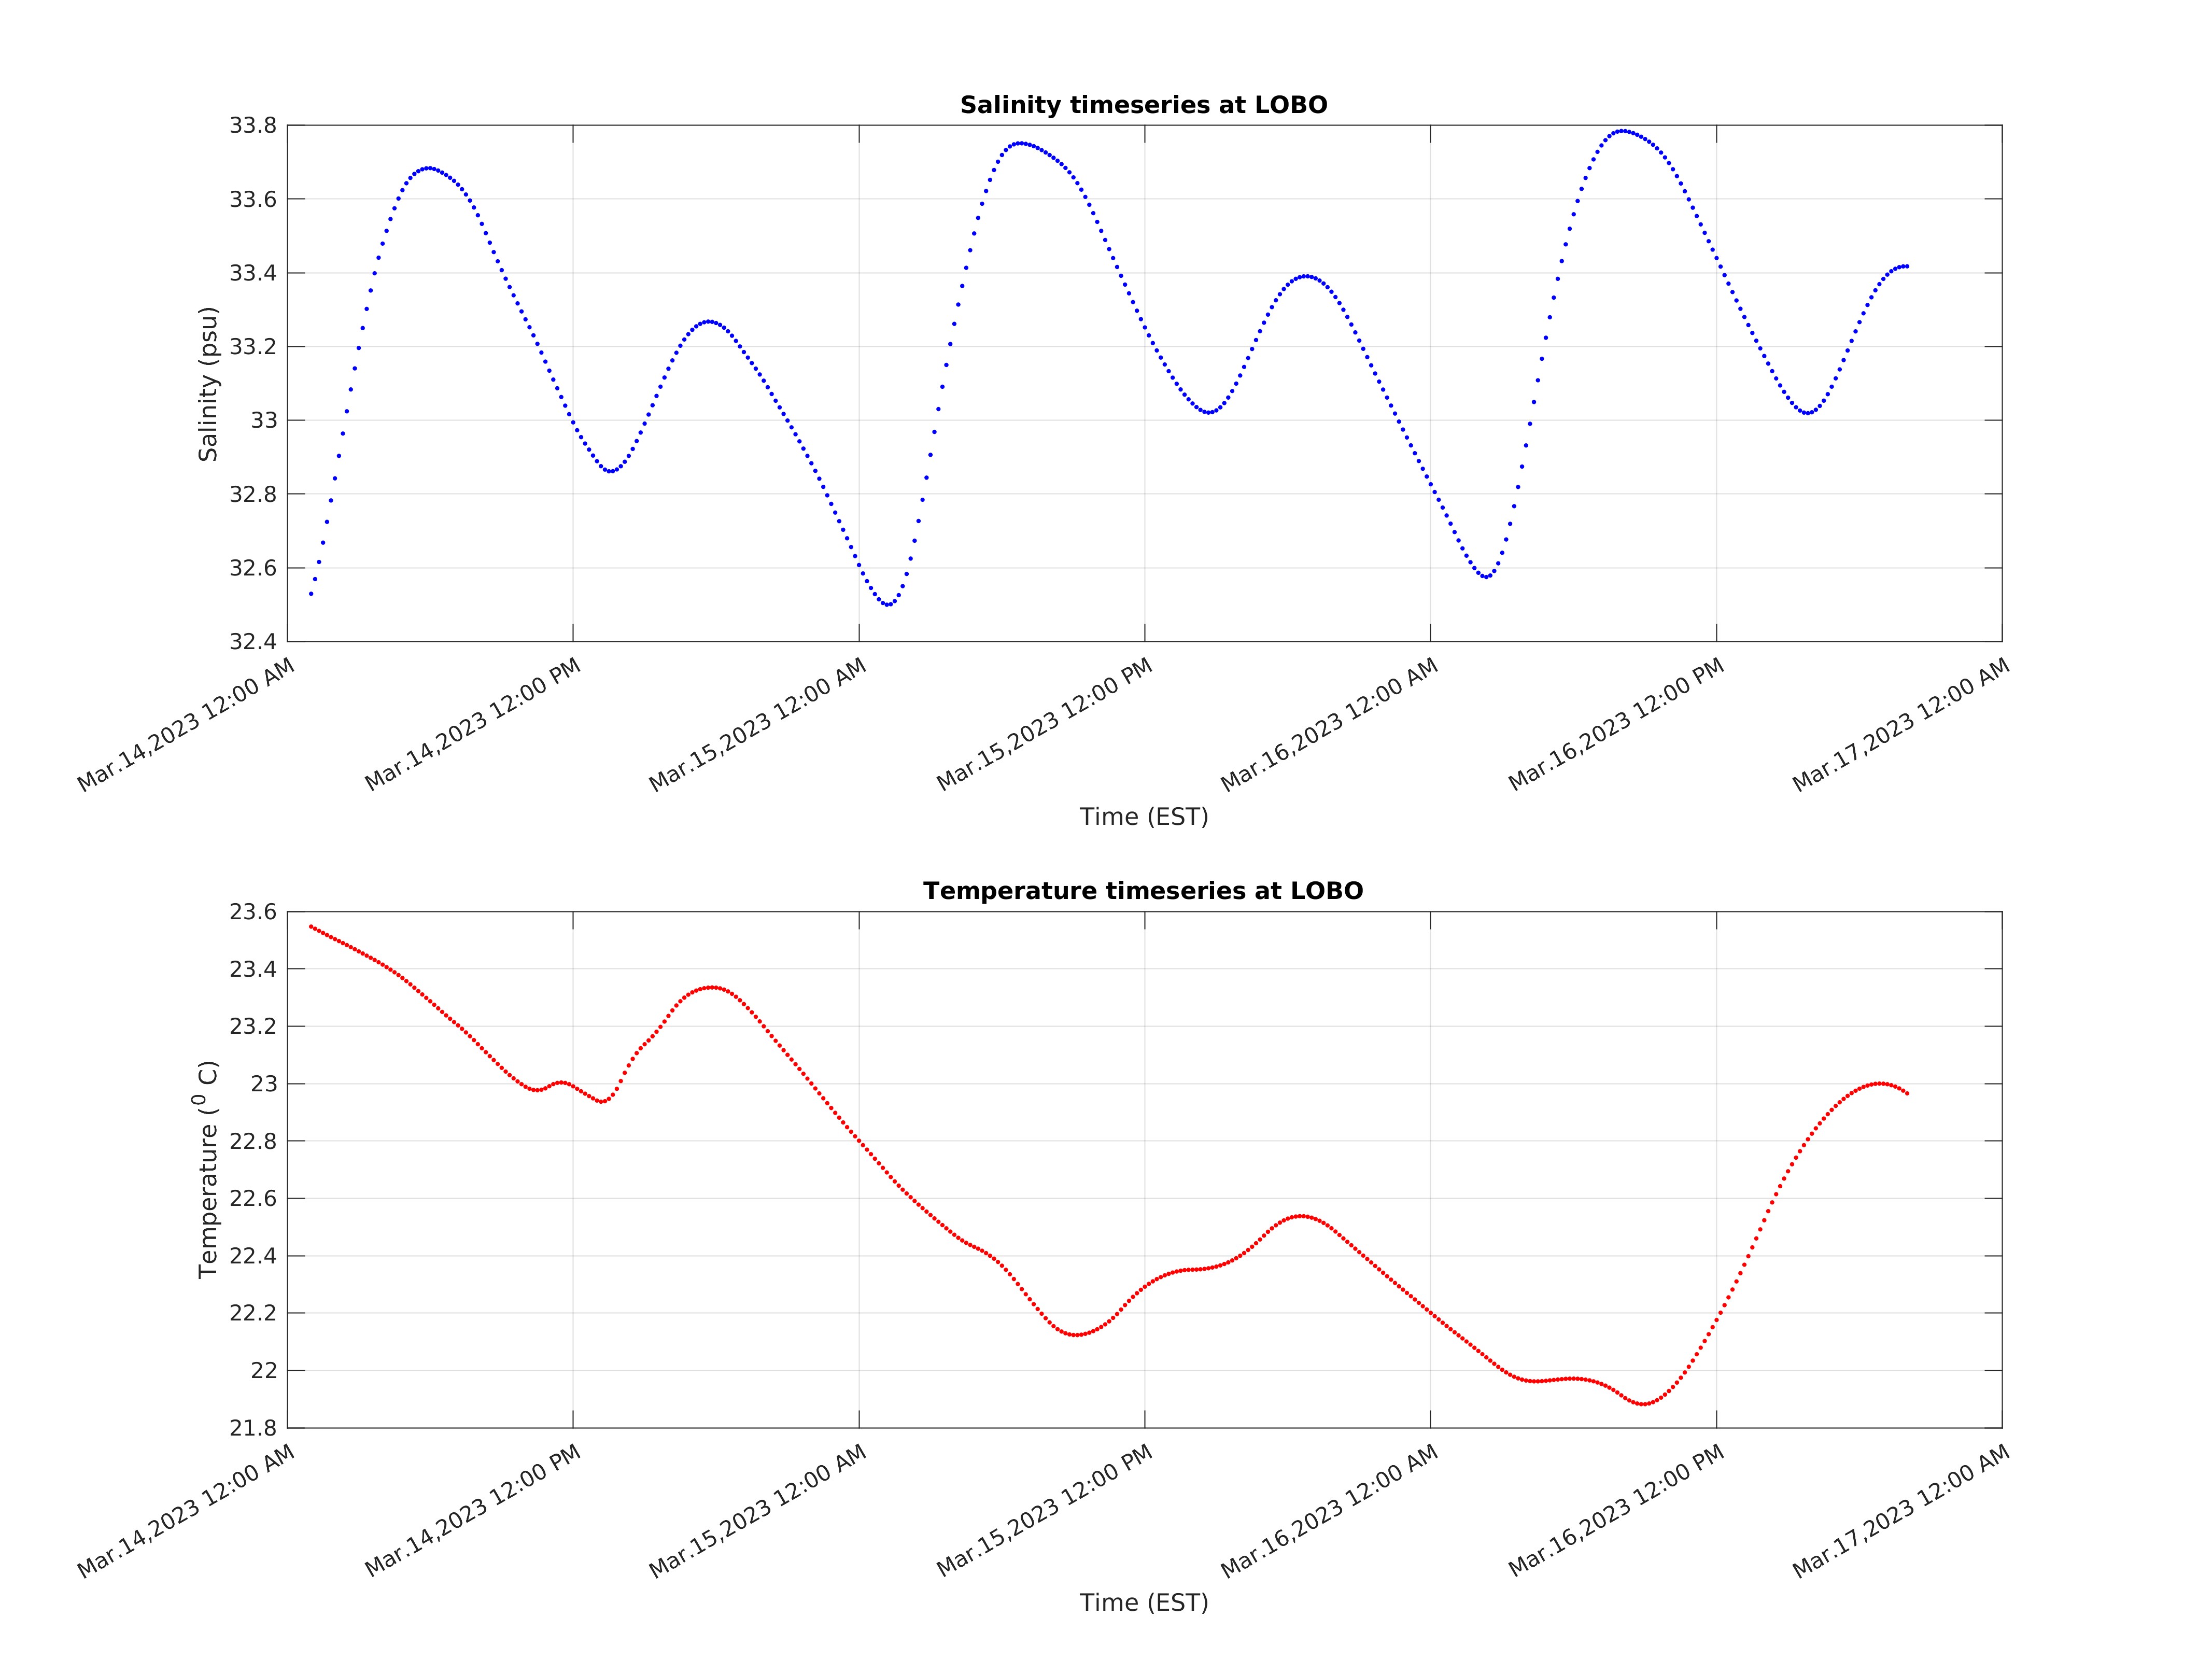 Salinity timeseries at LOBO
33.8
33.6
33.4
33.2
33
32.8
32.6
32.4
Salinity (psu)
Mar.14,2023 12:00 AM
Mar.14,2023 12:00 PM
Mar.15,2023 12:00 AM
Mar.15,2023 12:00 PM
Mar.16,2023 12:00 AM
Mar.16,2023 12:00 PM
Mar.17,2023 12:00 AM
Time (EST)
Temperature timeseries at LOBO
23.6
23.4
23.2
23
22.8
22.6
22.4
22.2
22
21.8
Temperature (⁰ C)
Mar.14,2023 12:00 AM
Mar.14,2023 12:00 PM
Mar.15,2023 12:00 AM
Mar.15,2023 12:00 PM
Mar.16,2023 12:00 AM
Mar.16,2023 12:00 PM
Mar.17,2023 12:00 AM
Time (EST)